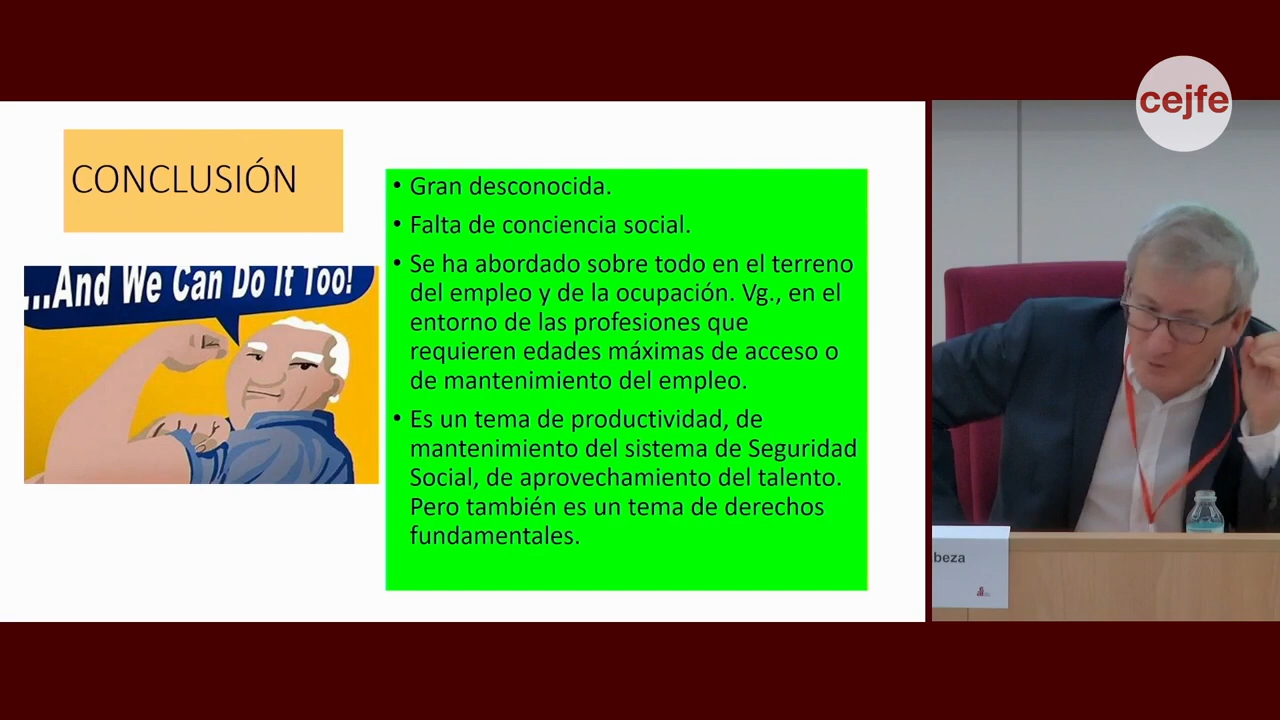 cejfe
CONCLUSIÓN
...And We Can Do It Too!
• Gran desconocida.
• Falta de conciencia social.
• Se ha abordado sobre todo en el terreno
del empleo y de la ocupación. Vg., en el
entorno de las profesiones que
requieren edades máximas de acceso o
de mantenimiento del empleo.
• Es un tema de productividad, de
mantenimiento del sistema de Seguridad
Social, de aprovechamiento del talento.
Pero también es un tema de derechos
fundamentales.
beza